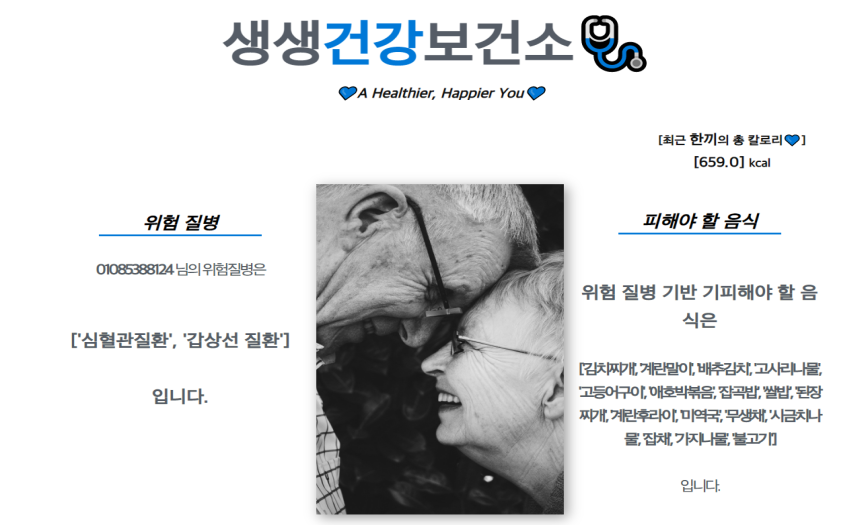 생생건강보건소
A Healthier, Happier You
[최근 한끼의 총 칼로리]
[659.0] kcal
위험 질병
01085388124 님의 위험질병은
['심혈관질환', '갑상선 질환']
입니다.
피해야 할 음식
위험 질병 기반 기피해야 할 음
식은
['김치찌개', '계란말이', '배추김치', '고사리나물',
'고등어구이', '애호박볶음', '잡곡밥', '쌀밥', '된장
찌개', '계란후라이', '미역국', '무생채', '시금치나
물', '잡채', '가지나물', '불고기']
입니다.